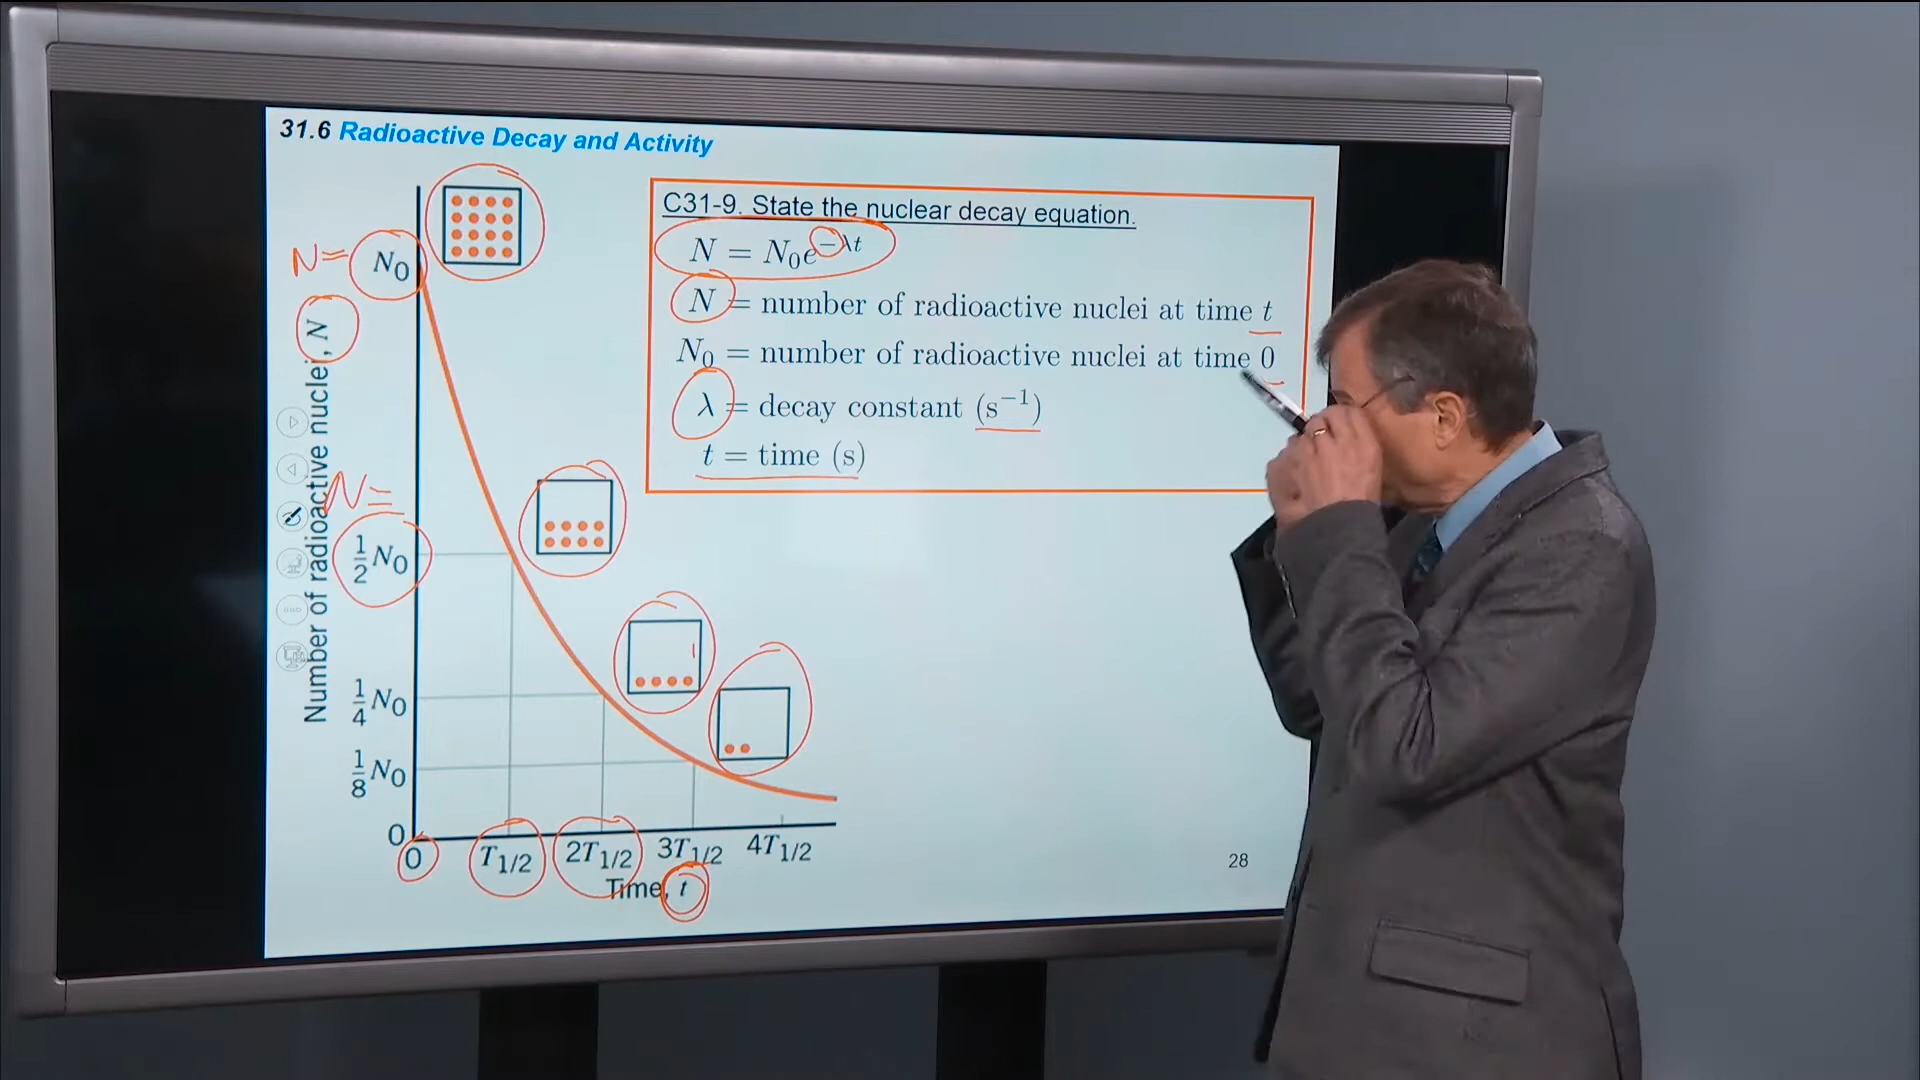 31.6 Radioactive Decay and Activity
C31-9. State the nuclear decay equation.
N = N₀e^−λt
N = number of radioactive nuclei at time t
N₀ = number of radioactive nuclei at time 0
λ = decay constant (s⁻¹)
t = time (s)
N=
N₀
Number of radioactive nuclei, N
N=
½N₀
¼N₀
⅛N₀
0
0 T₁/₂ 2T₁/₂ 3T₁/₂ 4T₁/₂
Time, t
28